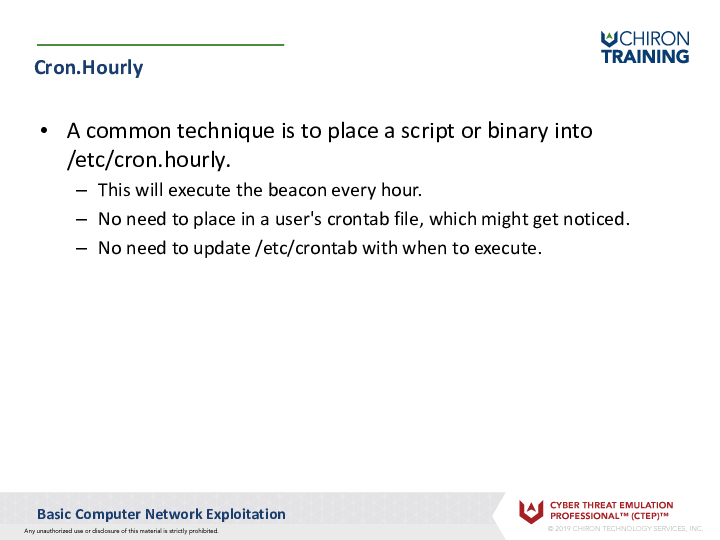 CHIRON
TRAINING
Cron.Hourly
• A common technique is to place a script or binary into
/etc/cron.hourly.
– This will execute the beacon every hour.
– No need to place in a user's crontab file, which might get noticed.
– No need to update /etc/crontab with when to execute.
Basic Computer Network Exploitation
Any unauthorized use or disclosure of this material is strictly prohibited.
CYBER THREAT EMULATION
PROFESSIONAL™ (CTEP)™
© 2019 CHIRON TECHNOLOGY SERVICES, INC.